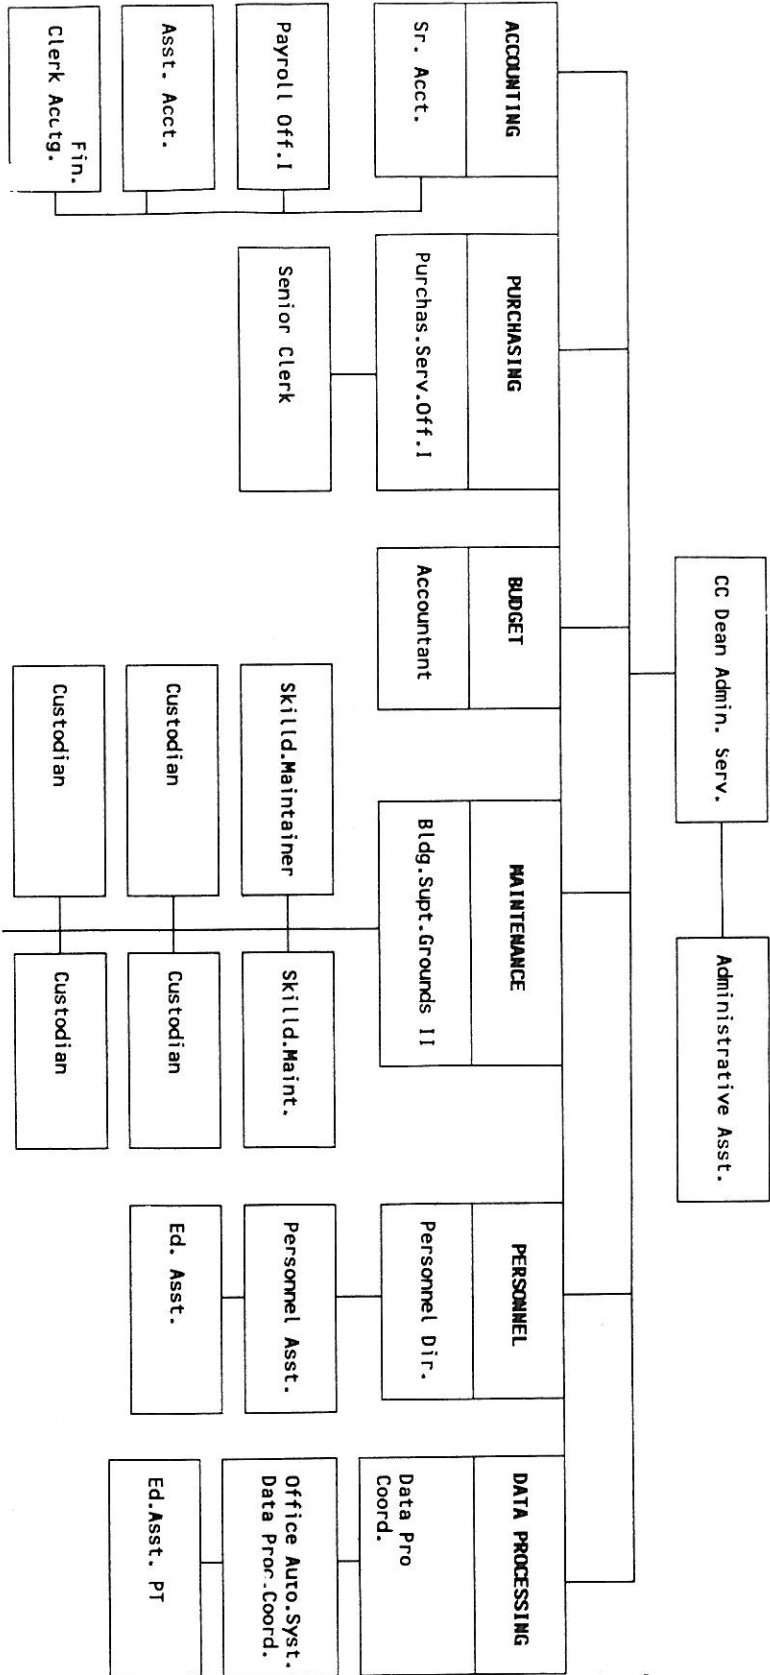 CC Dean Admin. Serv.
Administrative Asst.
ACCOUNTING
Sr. Acct.
Payroll Off.I
Asst. Acct.
Fin.
Clerk Acctg.
PURCHASING
Purchas.Serv.Off.I
Senior Clerk
BUDGET
Accountant
MAINTENANCE
Bldg.Supt.Grounds II
Skilld.Maintainer
Skilld.Maint.
Custodian
Custodian
Custodian
Custodian
PERSONNEL
Personnel Dir.
Personnel Asst.
Ed. Asst.
DATA PROCESSING
Data Pro
Coord.
Office Auto.Syst.
Data Proc.Coord.
Ed.Asst. PT